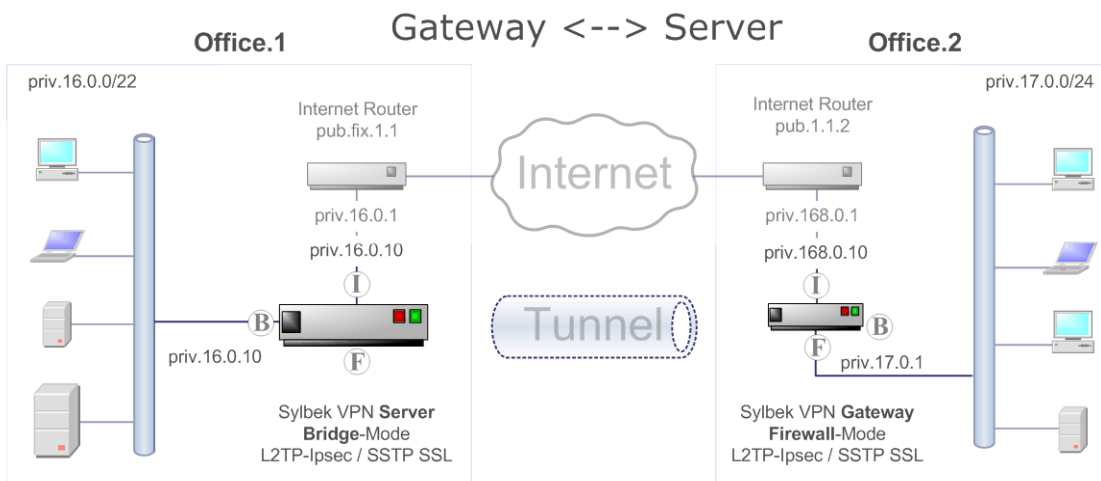 Gateway <--> Server
Office.1
Office.2
priv.16.0.0/22
priv.17.0.0/24
Internet Router
pub.fix.1.1
Internet Router
pub.1.1.2
Internet
priv.16.0.1
priv.168.0.1
priv.16.0.10
priv.168.0.10
I
I
B
F
Tunnel
B
F
priv.16.0.10
priv.17.0.1
Sylbek VPN Server
Bridge-Mode
L2TP-Ipsec / SSTP SSL
Sylbek VPN Gateway
Firewall-Mode
L2TP-Ipsec / SSTP SSL